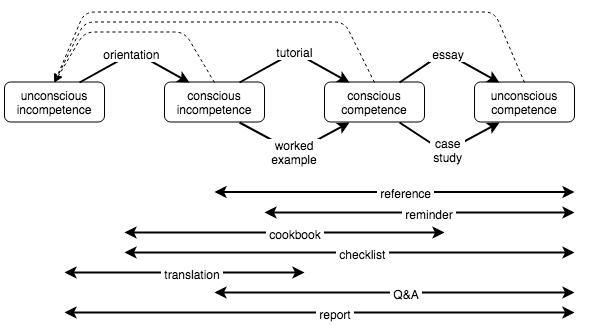 orientation
tutorial
essay
unconscious
incompetence
conscious
incompetence
conscious
competence
unconscious
competence
worked
example
case
study
reference
reminder
cookbook
checklist
translation
Q&A
report